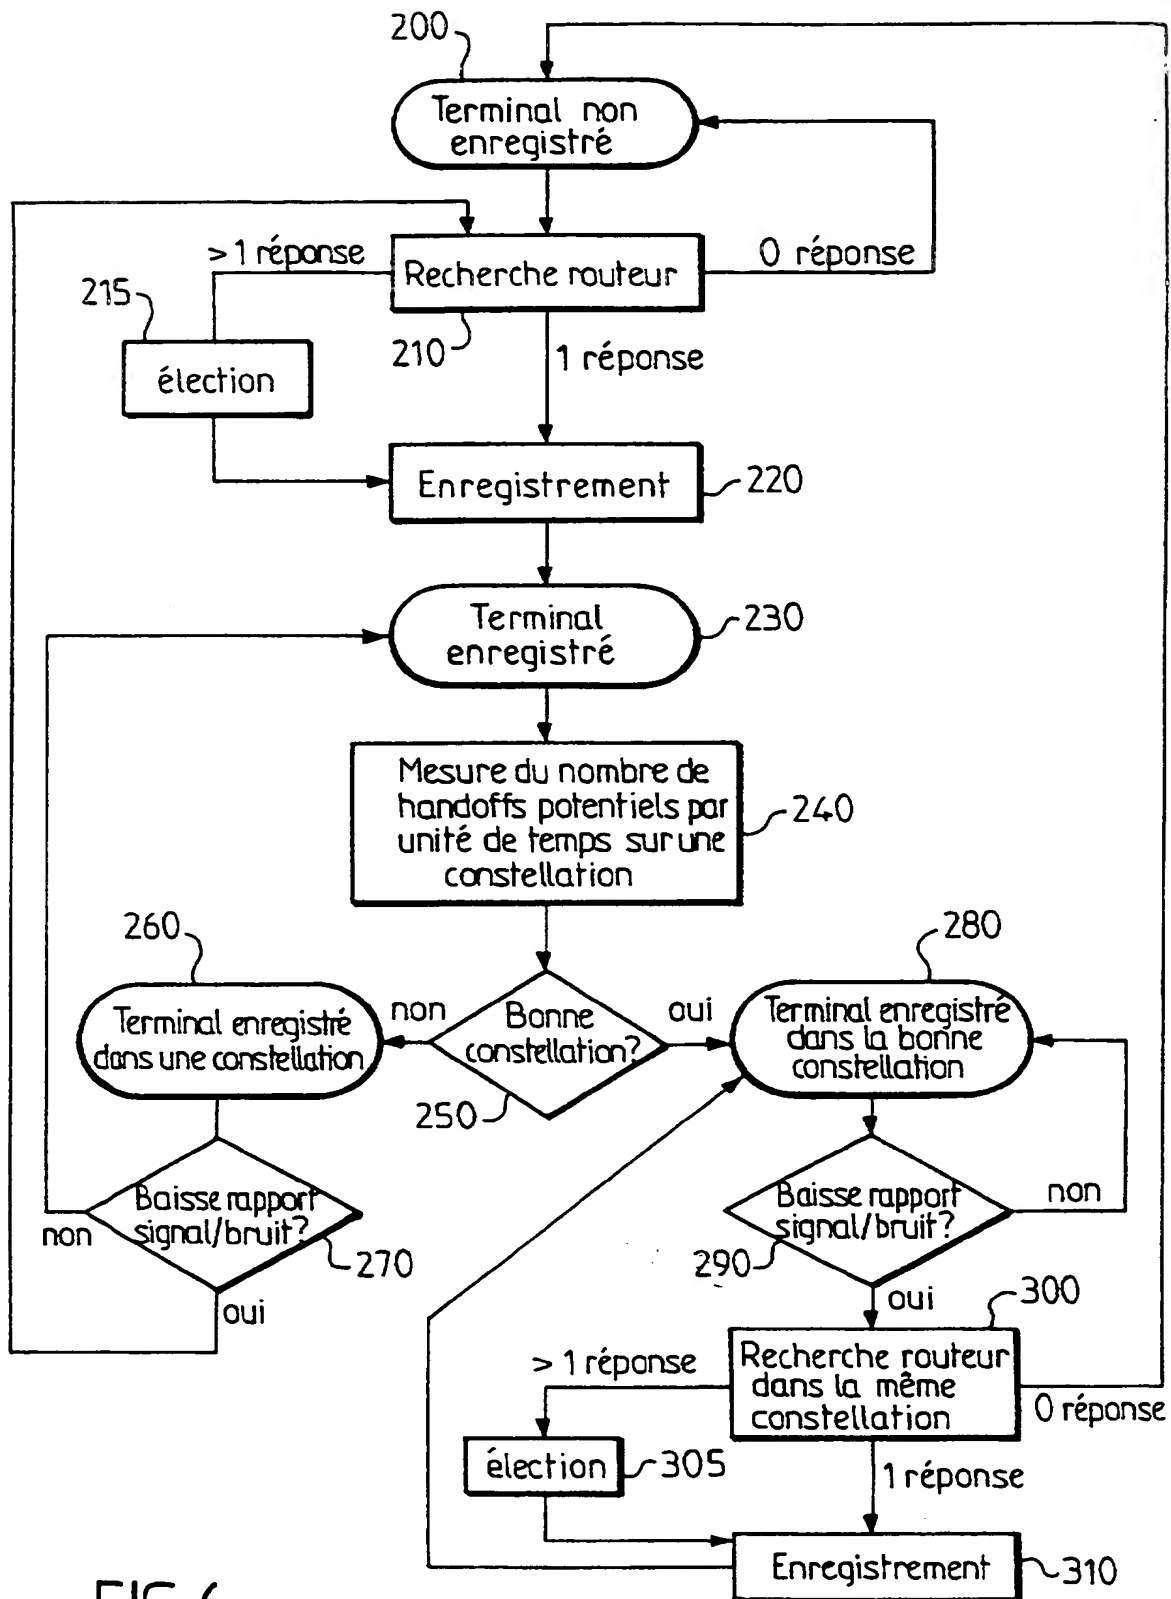 200
Terminal non
enregistré
> 1 réponse
Recherche routeur
0 réponse
215
210
1 réponse
élection
Enregistrement
220
Terminal
enregistré
230
Mesure du nombre de
handoffs potentiels par
unité de temps sur une
constellation
240
260
280
Terminal enregistré
dans une constellation
non
Bonne
constellation?
oui
Terminal enregistré
dans la bonne
constellation
250
Baisse rapport
signal/bruit?
non
270
oui
Baisse rapport
signal/bruit?
non
290
oui
300
> 1 réponse
Recherche routeur
dans la même
constellation
0 réponse
élection
305
1 réponse
Enregistrement
310